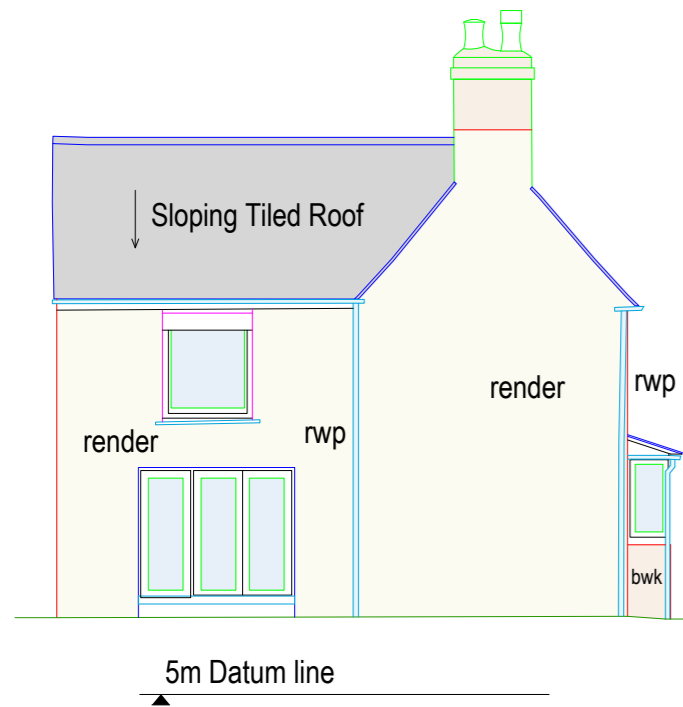 Sloping Tiled Roof
render
rwp
render
rwp
bwk
5m Datum line